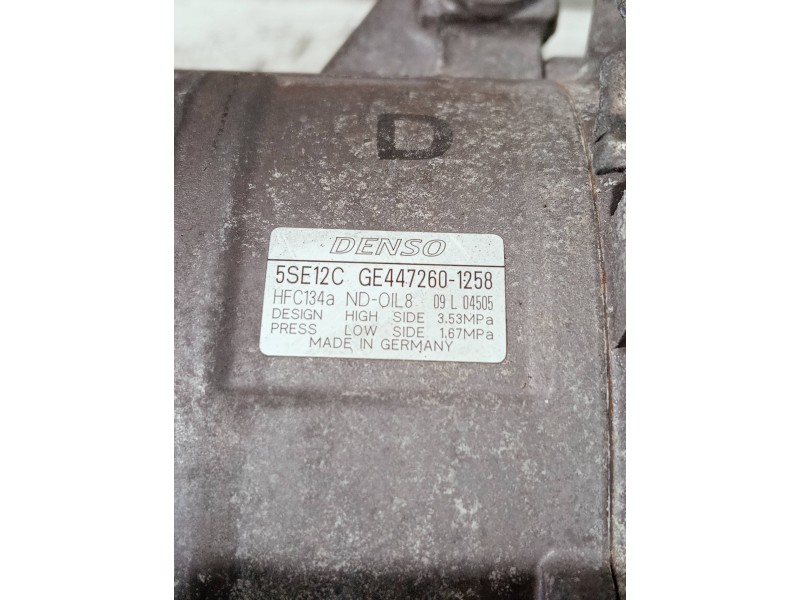 D
DENSO
5SE12C GE447260-1258
HFC134a ND-OIL8 09 L 04505
DESIGN HIGH SIDE 3.53MPa
PRESS LOW SIDE 1.67MPa
MADE IN GERMANY